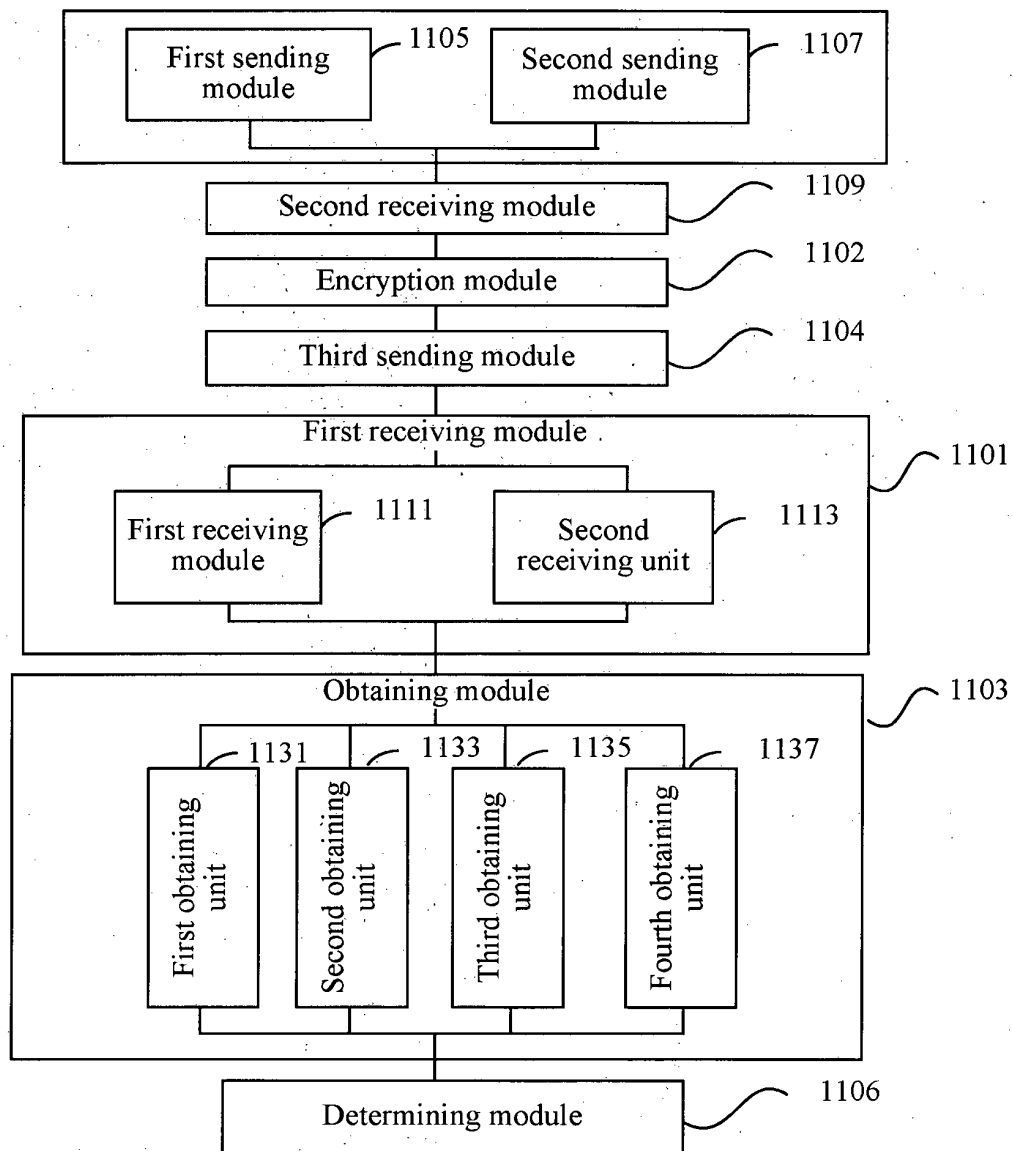 First sending
module
1105
Second sending
module
1107
Second receiving module
1109
Encryption module
1102
Third sending module
1104
First receiving module
1101
First receiving
module
1111
Second
receiving unit
1113
Obtaining module
1103
First obtaining
unit
1131
Second obtaining
unit
1133
Third obtaining
unit
1135
Fourth obtaining
unit
1137
Determining module
1106